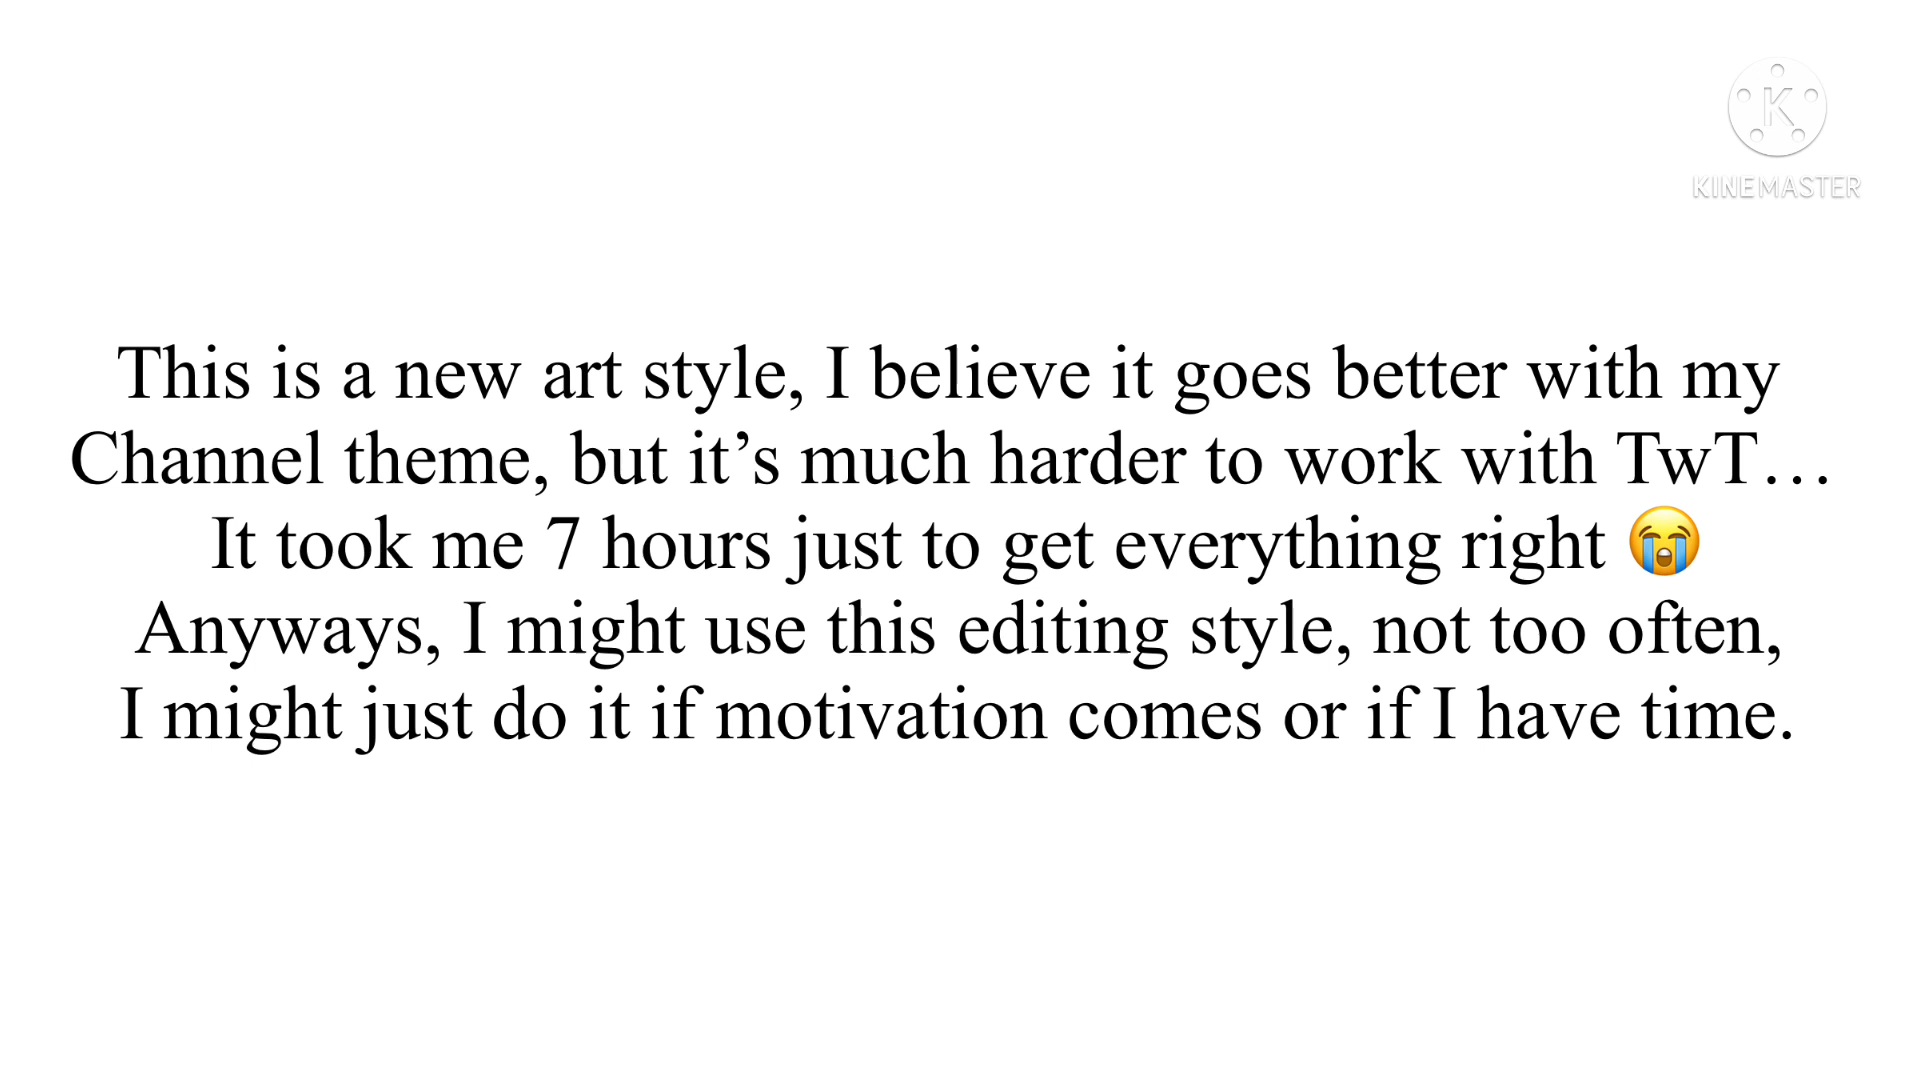 K
KINEMASTER
This is a new art style, I believe it goes better with my
Channel theme, but it’s much harder to work with TwT…
It took me 7 hours just to get everything right 😭
Anyways, I might use this editing style, not too often,
I might just do it if motivation comes or if I have time.